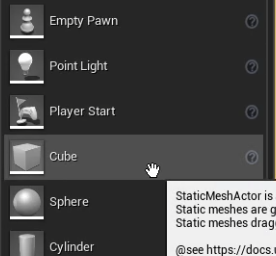 Empty Pawn
Point Light
Player Start
Cube
StaticMeshActor is
Static meshes are
Sphere
Static meshes
Cylinder
@see https://docs.